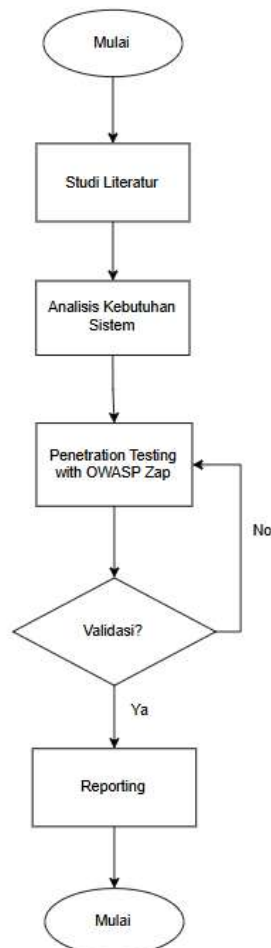 Mulai
Studi Literatur
Analisis Kebutuhan
Sistem
Penetration Testing
with OWASP Zap
No
Validasi?
Ya
Reporting
Mulai